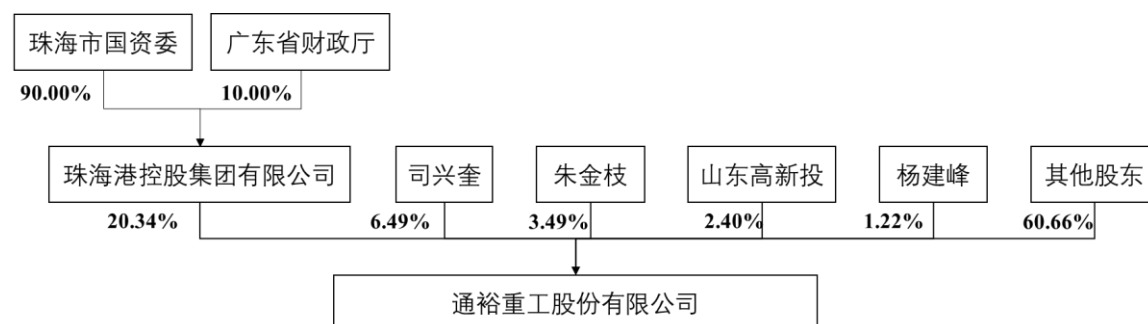 珠海市国资委
广东省财政厅
90.00%
10.00%
珠海港控股集团有限公司
司兴奎
朱金枝
山东高新投
杨建峰
其他股东
20.34%
6.49%
3.49%
2.40%
1.22%
60.66%
通裕重工股份有限公司